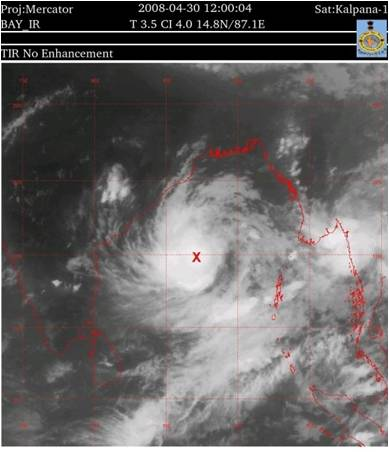 Proj:Mercator 2008-04-30 12:00:04 Sat:Kalpana-1
BAY_IR T 3.5 CI 4.0 14.8N/87.1E
TIR No Enhancement
X